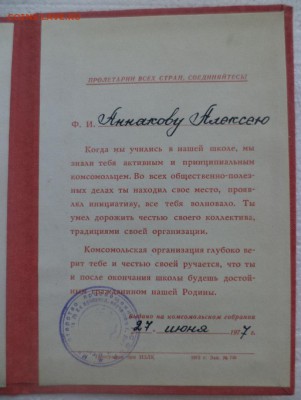 ПРОЛЕТАРИИ ВСЕХ СТРАН, СОЕДИНЯЙТЕСЬ!
Ф. И. Аннакову Алексею
Когда мы учились в нашей школе, мы
знали тебя активным и принципиальным
комсомольцем. Во всех общественно-полез-
ных делах ты находил свое место, прояв-
лял инициативу, все тебя волновало. Ты
умел дорожить честью своего коллектива,
традициями своей организации.
Комсомольская организация глубоко ве-
рит тебе и честью своей ручается, что ты
и после окончания школы будешь достой-
ным гражданином нашей Родины.
выдано на комсомольском собрании
27 июня 1977 г.